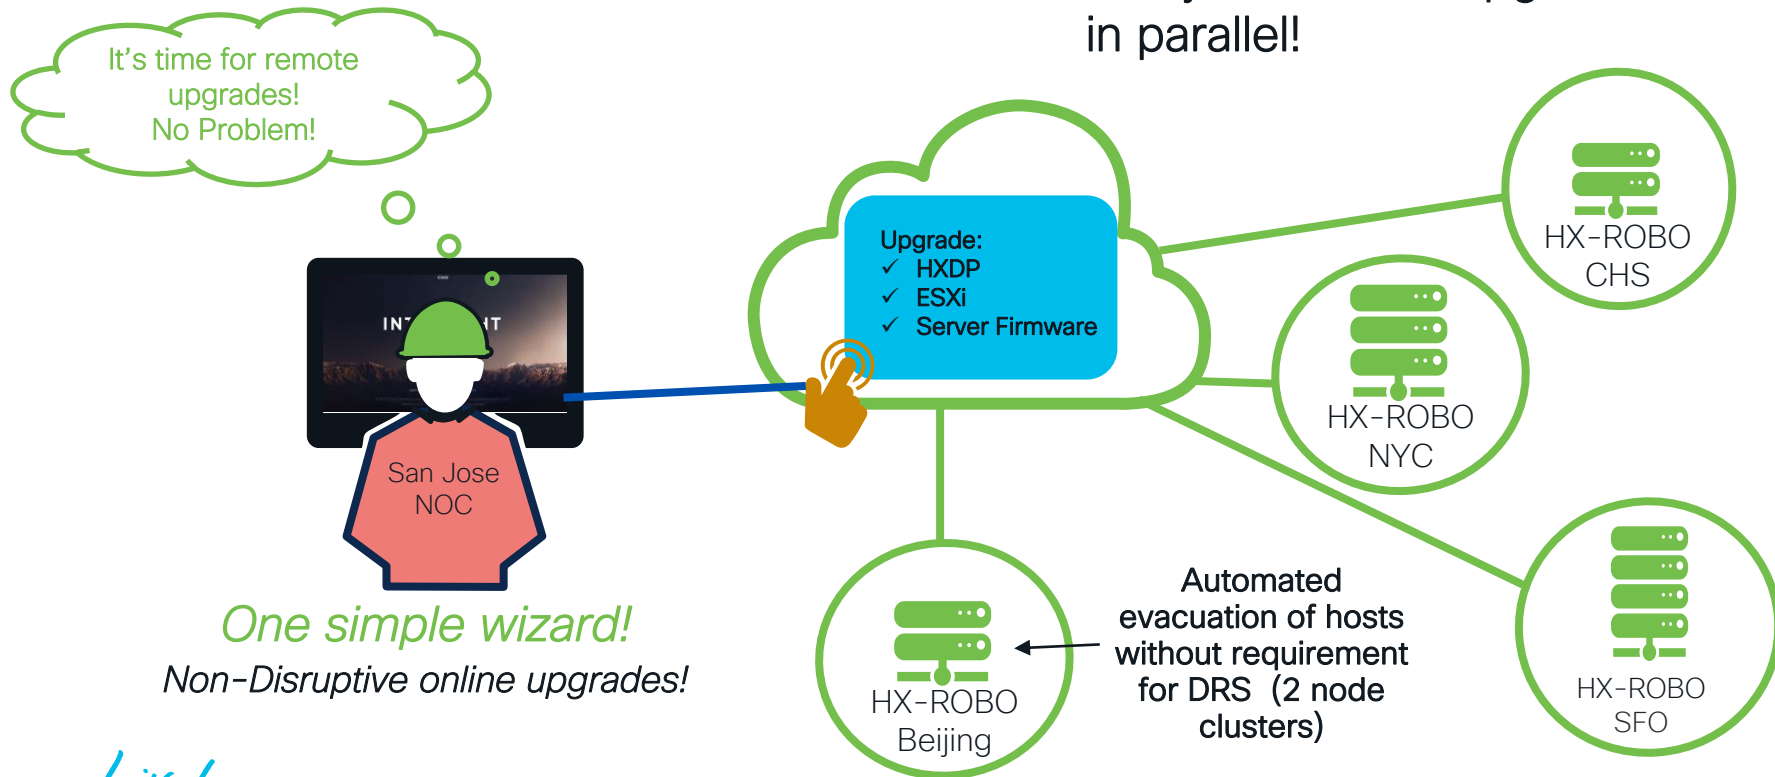 in parallel!
It's time for remote
upgrades!
No Problem!
Upgrade:
✓ HXDP
✓ ESXi
✓ Server Firmware
HX-ROBO
CHS
HX-ROBO
NYC
San Jose
NOC
One simple wizard!
Non-Disruptive online upgrades!
HX-ROBO
Beijing
Automated
evacuation of hosts
without requirement
for DRS (2 node
clusters)
HX-ROBO
SFO